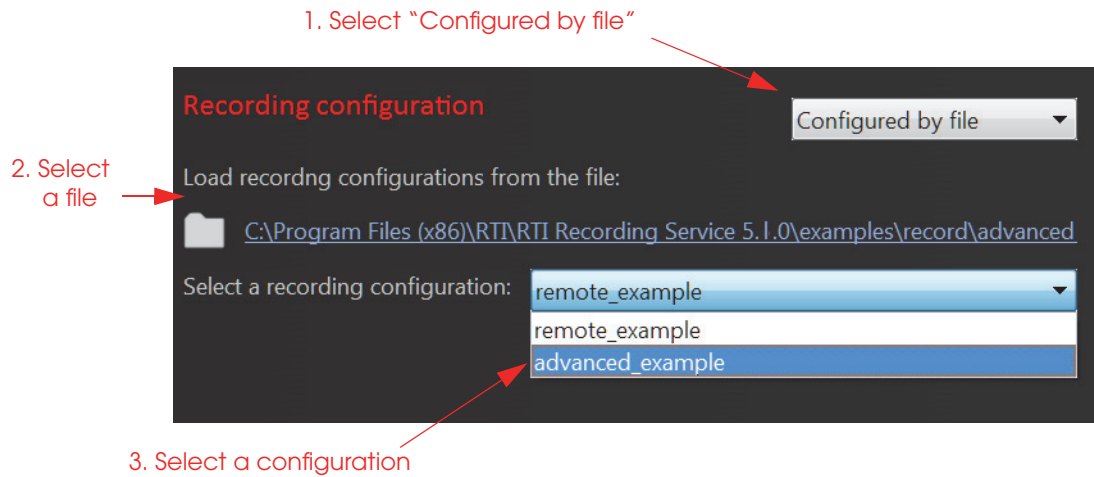 1. Select “Configured by file”
Recording configuration
Configured by file
2. Select
a file
Load recordng configurations from the file:
C:\Program Files (x86)\RTI\RTI Recording Service 5.1.0\examples\record\advanced
Select a recording configuration:
remote_example
remote_example
advanced_example
3. Select a configuration